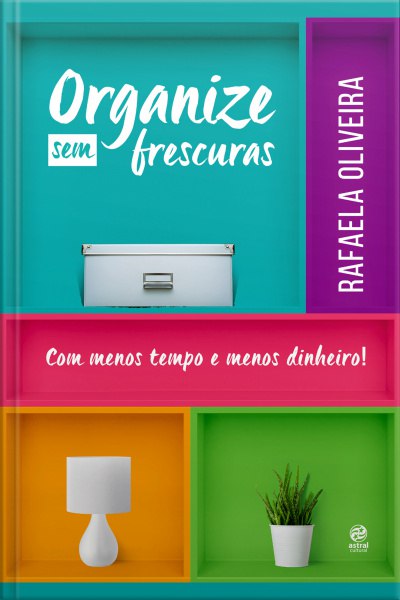 Organize
sem frescuras
RAFAELA OLIVEIRA
Com menos tempo e menos dinheiro!
astral
cultural